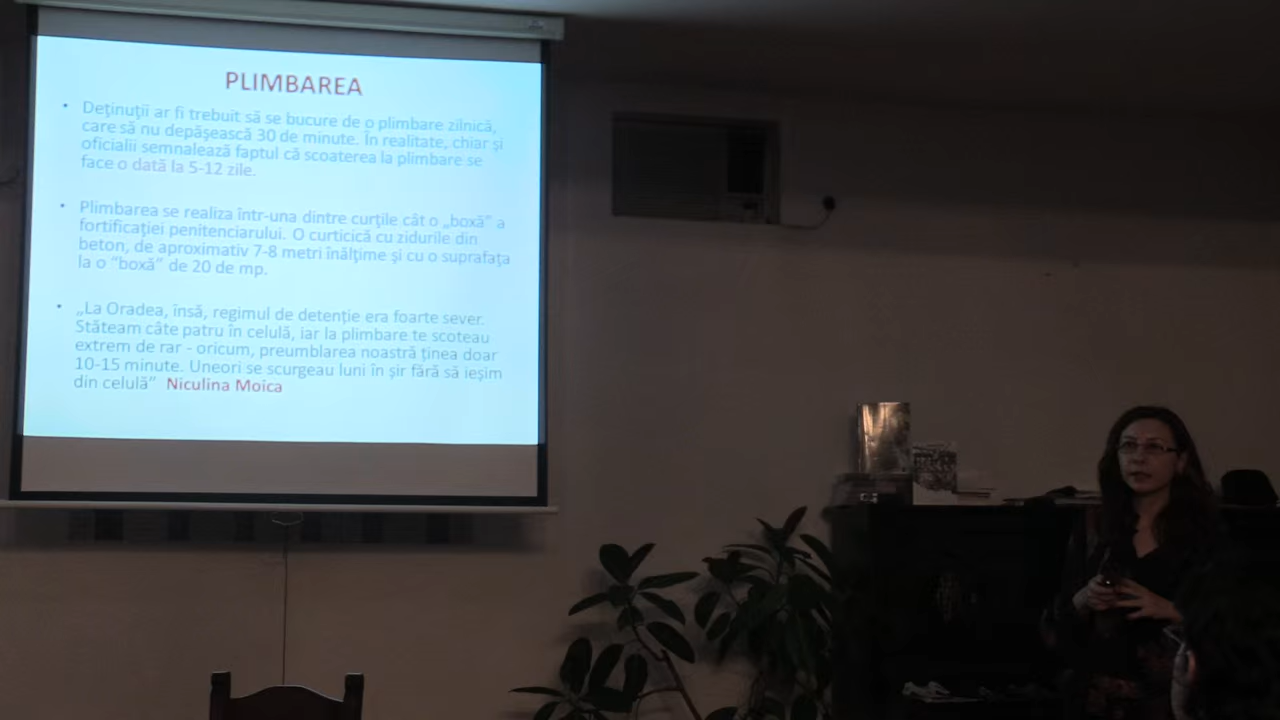 PLIMBAREA
• Deţinuţii ar fi trebuit să se bucure de o plimbare zilnică,
care să nu depăşească 30 de minute. În realitate, chiar şi
oficialii semnalează faptul că scoaterea la plimbare se
face o dată la 5-12 zile.
• Plimbarea se realiza într-una dintre curţile cât o „boxă” a
fortificaţiei penitenciarului. O curticică cu zidurile din
beton, de aproximativ 7-8 metri înălţime şi cu o suprafaţa
la o “boxă” de 20 de mp.
• „La Oradea, însă, regimul de detenţie era foarte sever.
Stăteam câte patru în celulă, iar la plimbare te scoteau
extrem de rar - oricum, preumblarea noastră ţinea doar
10-15 minute. Uneori se scurgeau luni în şir fără să ieşim
din celulă” Niculina Moica